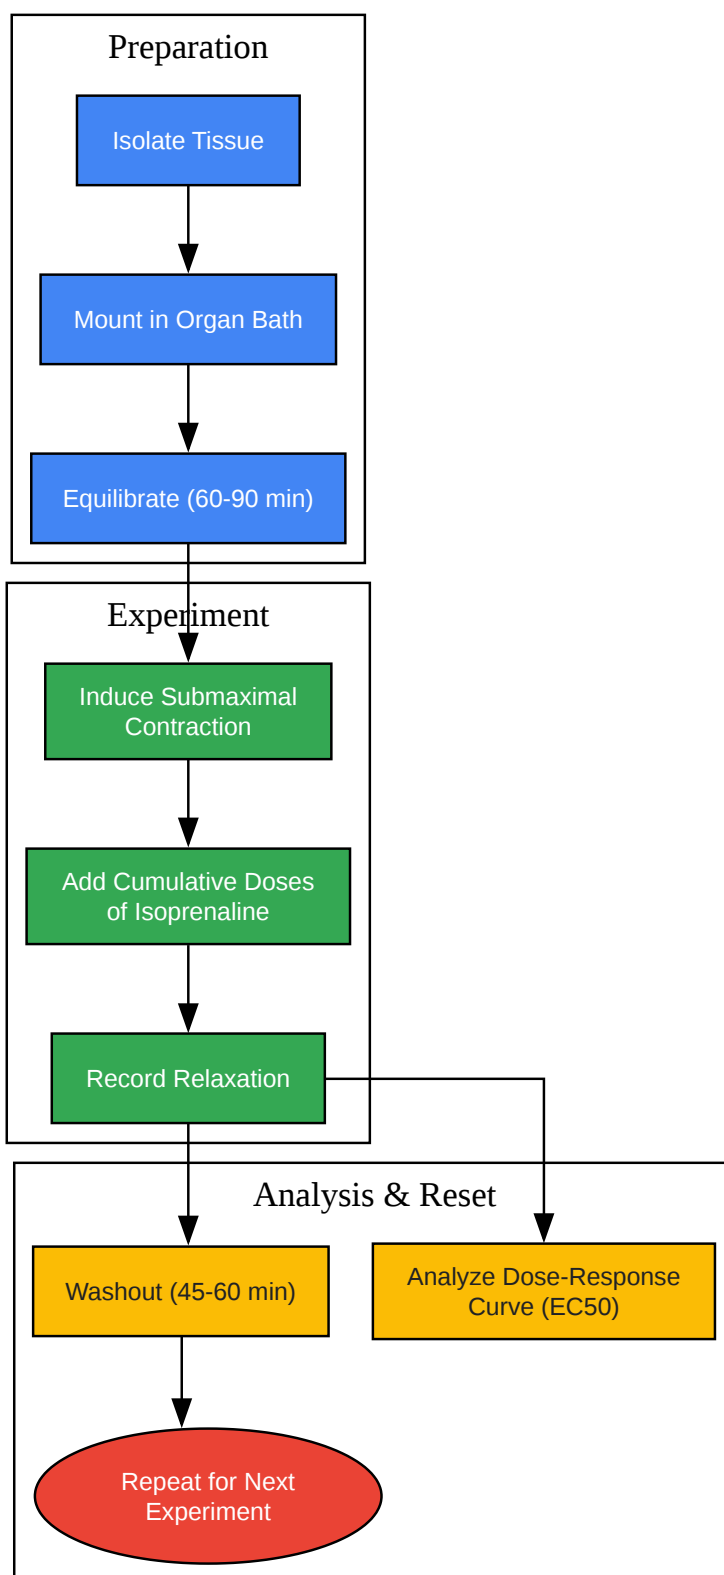 Preparation
Isolate Tissue
Mount in Organ Bath
Equilibrate (60-90 min)
Experiment
Induce Submaximal
Contraction
Add Cumulative Doses
of Isoprenaline
Record Relaxation
Analysis & Reset
Washout (45-60 min)
Analyze Dose-Response
Curve (EC50)
Repeat for Next
Experiment